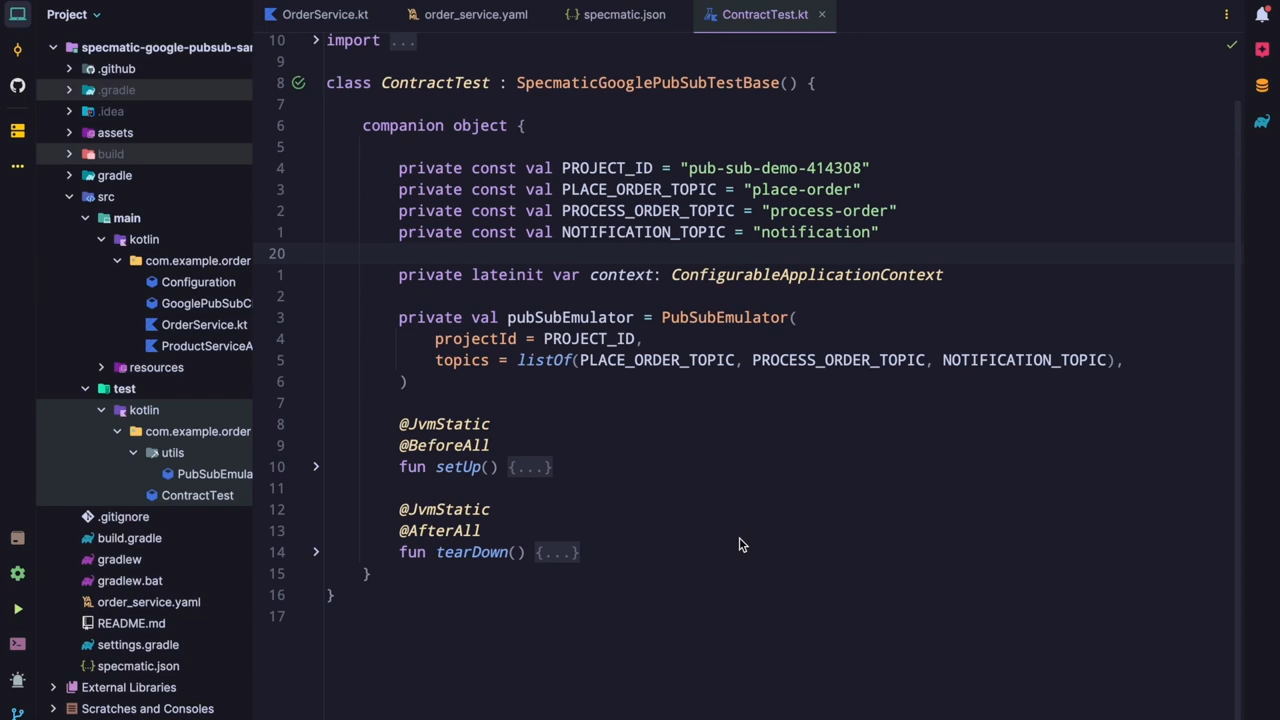 Project
OrderService.kt
order_service.yaml
specmatic.json
ContractTest.kt
specmatic-google-pubsub-sar
.github
.gradle
.idea
assets
build
gradle
src
main
kotlin
com.example.order
Configuration
GooglePubSubCl
OrderService.kt
ProductServiceA
resources
test
kotlin
com.example.order
utils
PubSubEmula
ContractTest
.gitignore
build.gradle
gradlew
gradlew.bat
order_service.yaml
README.md
settings.gradle
specmatic.json
External Libraries
Scratches and Consoles
10 import ...
9
8 class ContractTest : SpecmaticGooglePubSubTestBase() {
7
6 companion object {
5
4 private const val PROJECT_ID = "pub-sub-demo-414308"
3 private const val PLACE_ORDER_TOPIC = "place-order"
2 private const val PROCESS_ORDER_TOPIC = "process-order"
1 private const val NOTIFICATION_TOPIC = "notification"
20
1 private lateinit var context: ConfigurableApplicationContext
2
3 private val pubSubEmulator = PubSubEmulator(
4 projectId = PROJECT_ID,
5 topics = listOf(PLACE_ORDER_TOPIC, PROCESS_ORDER_TOPIC, NOTIFICATION_TOPIC),
6 )
7
8 @JvmStatic
9 @BeforeAll
10 fun setUp() {...}
11
12 @JvmStatic
13 @AfterAll
14 fun tearDown() {...}
15 }
16 }
17